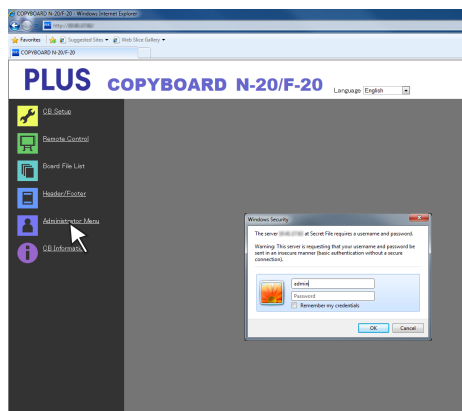 COPYBOARD N-20/F-20 - Windows Internet Explorer
http://
Favorites Suggested Sites Web Slice Gallery
COPYBOARD N-20/F-20
PLUS COPYBOARD N-20/F-20 Language English
CB Setup
Remote Control
Board File List
Header/Footer
Administrator Menu
CB Informati
Windows Security
The server at Secret File requires a username and password.
Warning: This server is requesting that your username and password be
sent in an insecure manner (basic authentication without a secure
connection).
admin
Password
Remember my credentials
OK Cancel